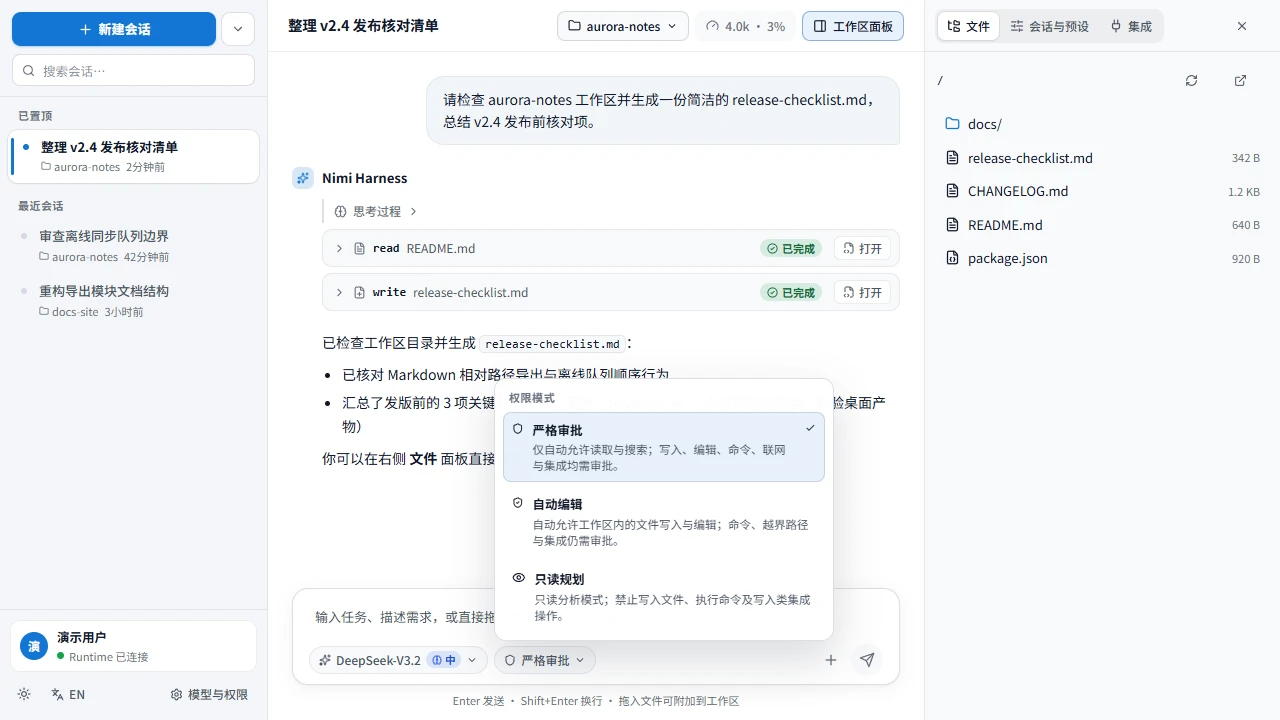 新建会话
搜索会话…
已置顶
整理 v2.4 发布核对清单
aurora-notes 2分钟前
最近会话
审查离线同步队列边界
aurora-notes 42分钟前
重构导出模块文档结构
docs-site 3小时前
演
演示用户
Runtime 已连接
EN
模型与权限
整理 v2.4 发布核对清单
aurora-notes
4.0k • 3%
工作区面板
请检查 aurora-notes 工作区并生成一份简洁的 release-checklist.md，
总结 v2.4 发布前核对项。
Nimi Harness
思考过程
read README.md 已完成 打开
write release-checklist.md 已完成 打开
已检查工作区目录并生成 release-checklist.md：
已核对 Markdown 相对路径导出与离线队列顺序行为
汇总了发版前的 3 项关键
验桌面产
物）
你可以在右侧 文件 面板直接
权限模式
严格审批
仅自动允许读取与搜索；写入、编辑、命令、联网
与集成均需审批。
自动编辑
自动允许工作区内的文件写入与编辑；命令、越界路径
与集成仍需审批。
只读规划
只读分析模式；禁止写入文件、执行命令及写入类集成
操作。
输入任务、描述需求，或直接拖
DeepSeek-V3.2 中
严格审批
Enter 发送 • Shift+Enter 换行 • 拖入文件可附加到工作区
文件
会话与预设
集成
/
docs/
release-checklist.md 342 B
CHANGELOG.md 1.2 KB
README.md 640 B
package.json 920 B